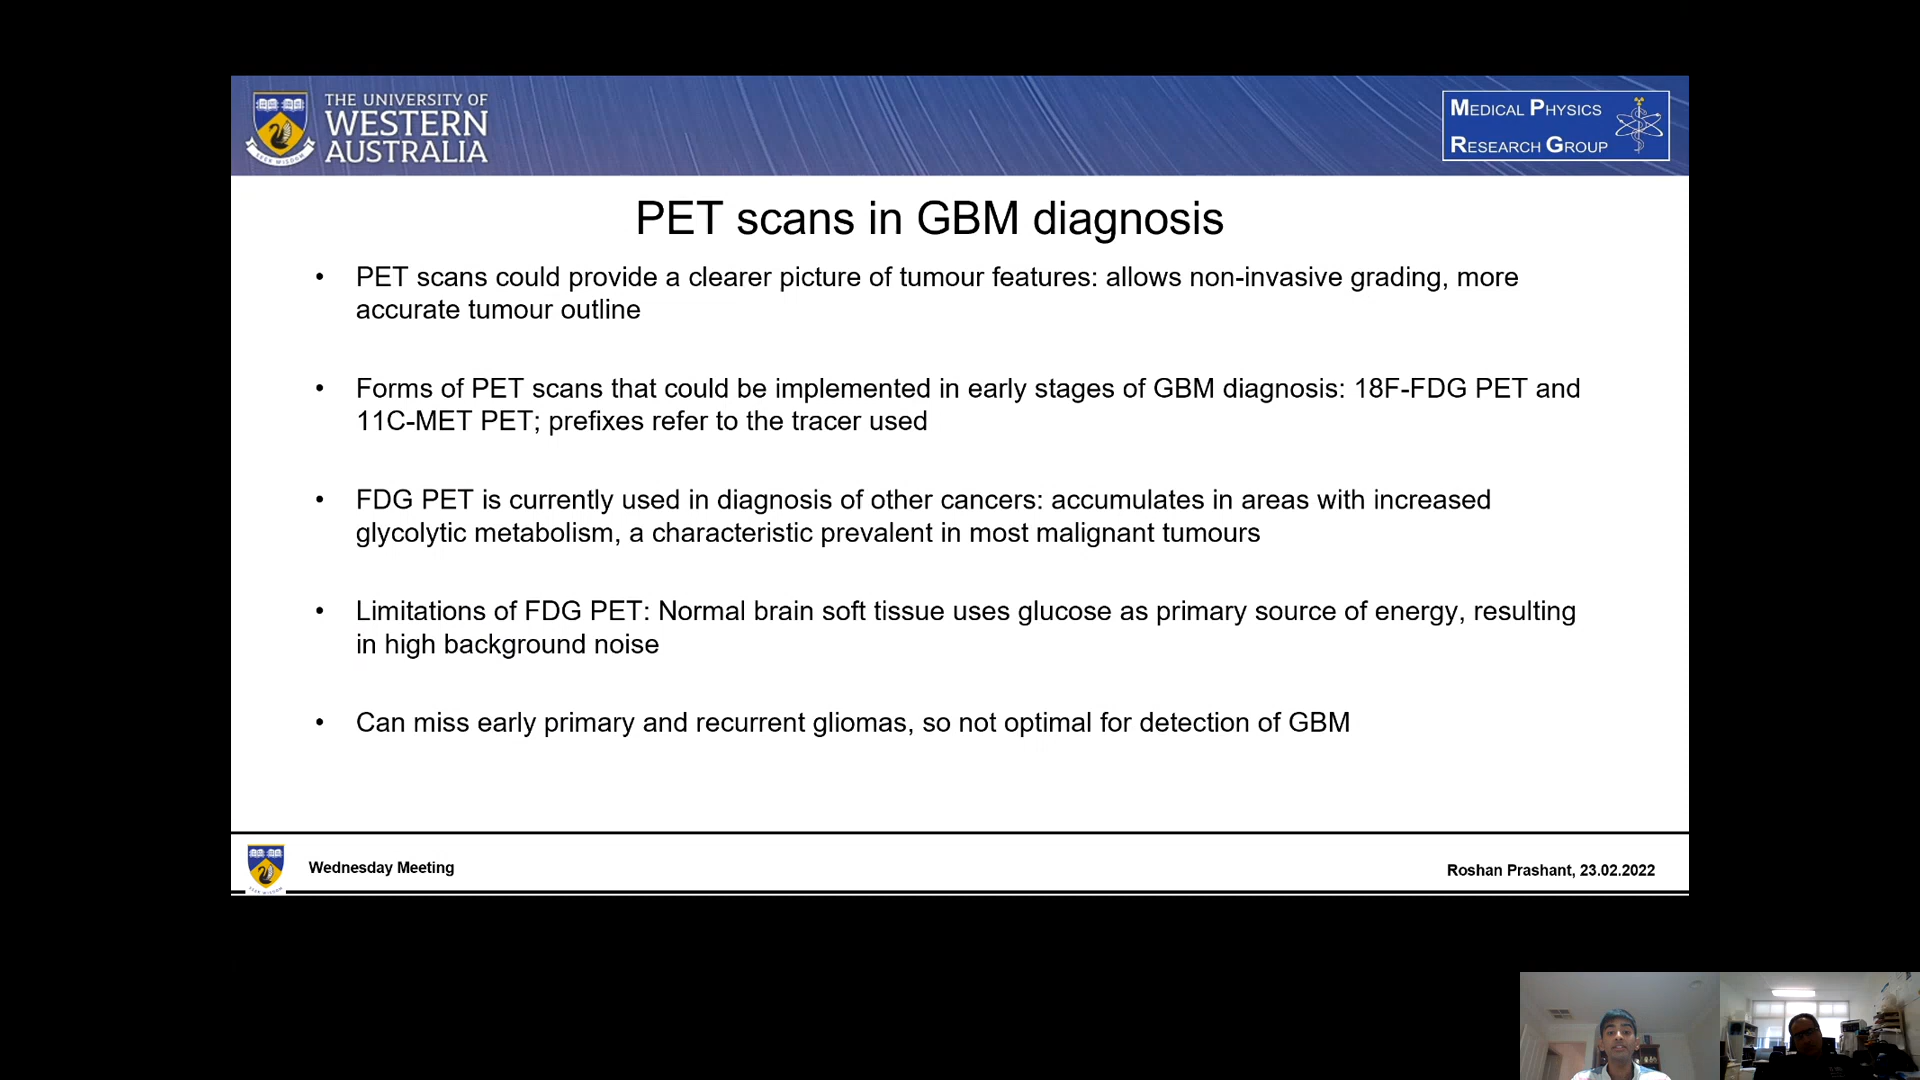 THE UNIVERSITY OF
WESTERN
AUSTRALIA
SEEK WISDOM
MEDICAL PHYSICS
RESEARCH GROUP
PET scans in GBM diagnosis
• PET scans could provide a clearer picture of tumour features: allows non-invasive grading, more
accurate tumour outline
• Forms of PET scans that could be implemented in early stages of GBM diagnosis: 18F-FDG PET and
11C-MET PET; prefixes refer to the tracer used
• FDG PET is currently used in diagnosis of other cancers: accumulates in areas with increased
glycolytic metabolism, a characteristic prevalent in most malignant tumours
• Limitations of FDG PET: Normal brain soft tissue uses glucose as primary source of energy, resulting
in high background noise
• Can miss early primary and recurrent gliomas, so not optimal for detection of GBM
Wednesday Meeting
Roshan Prashant, 23.02.2022